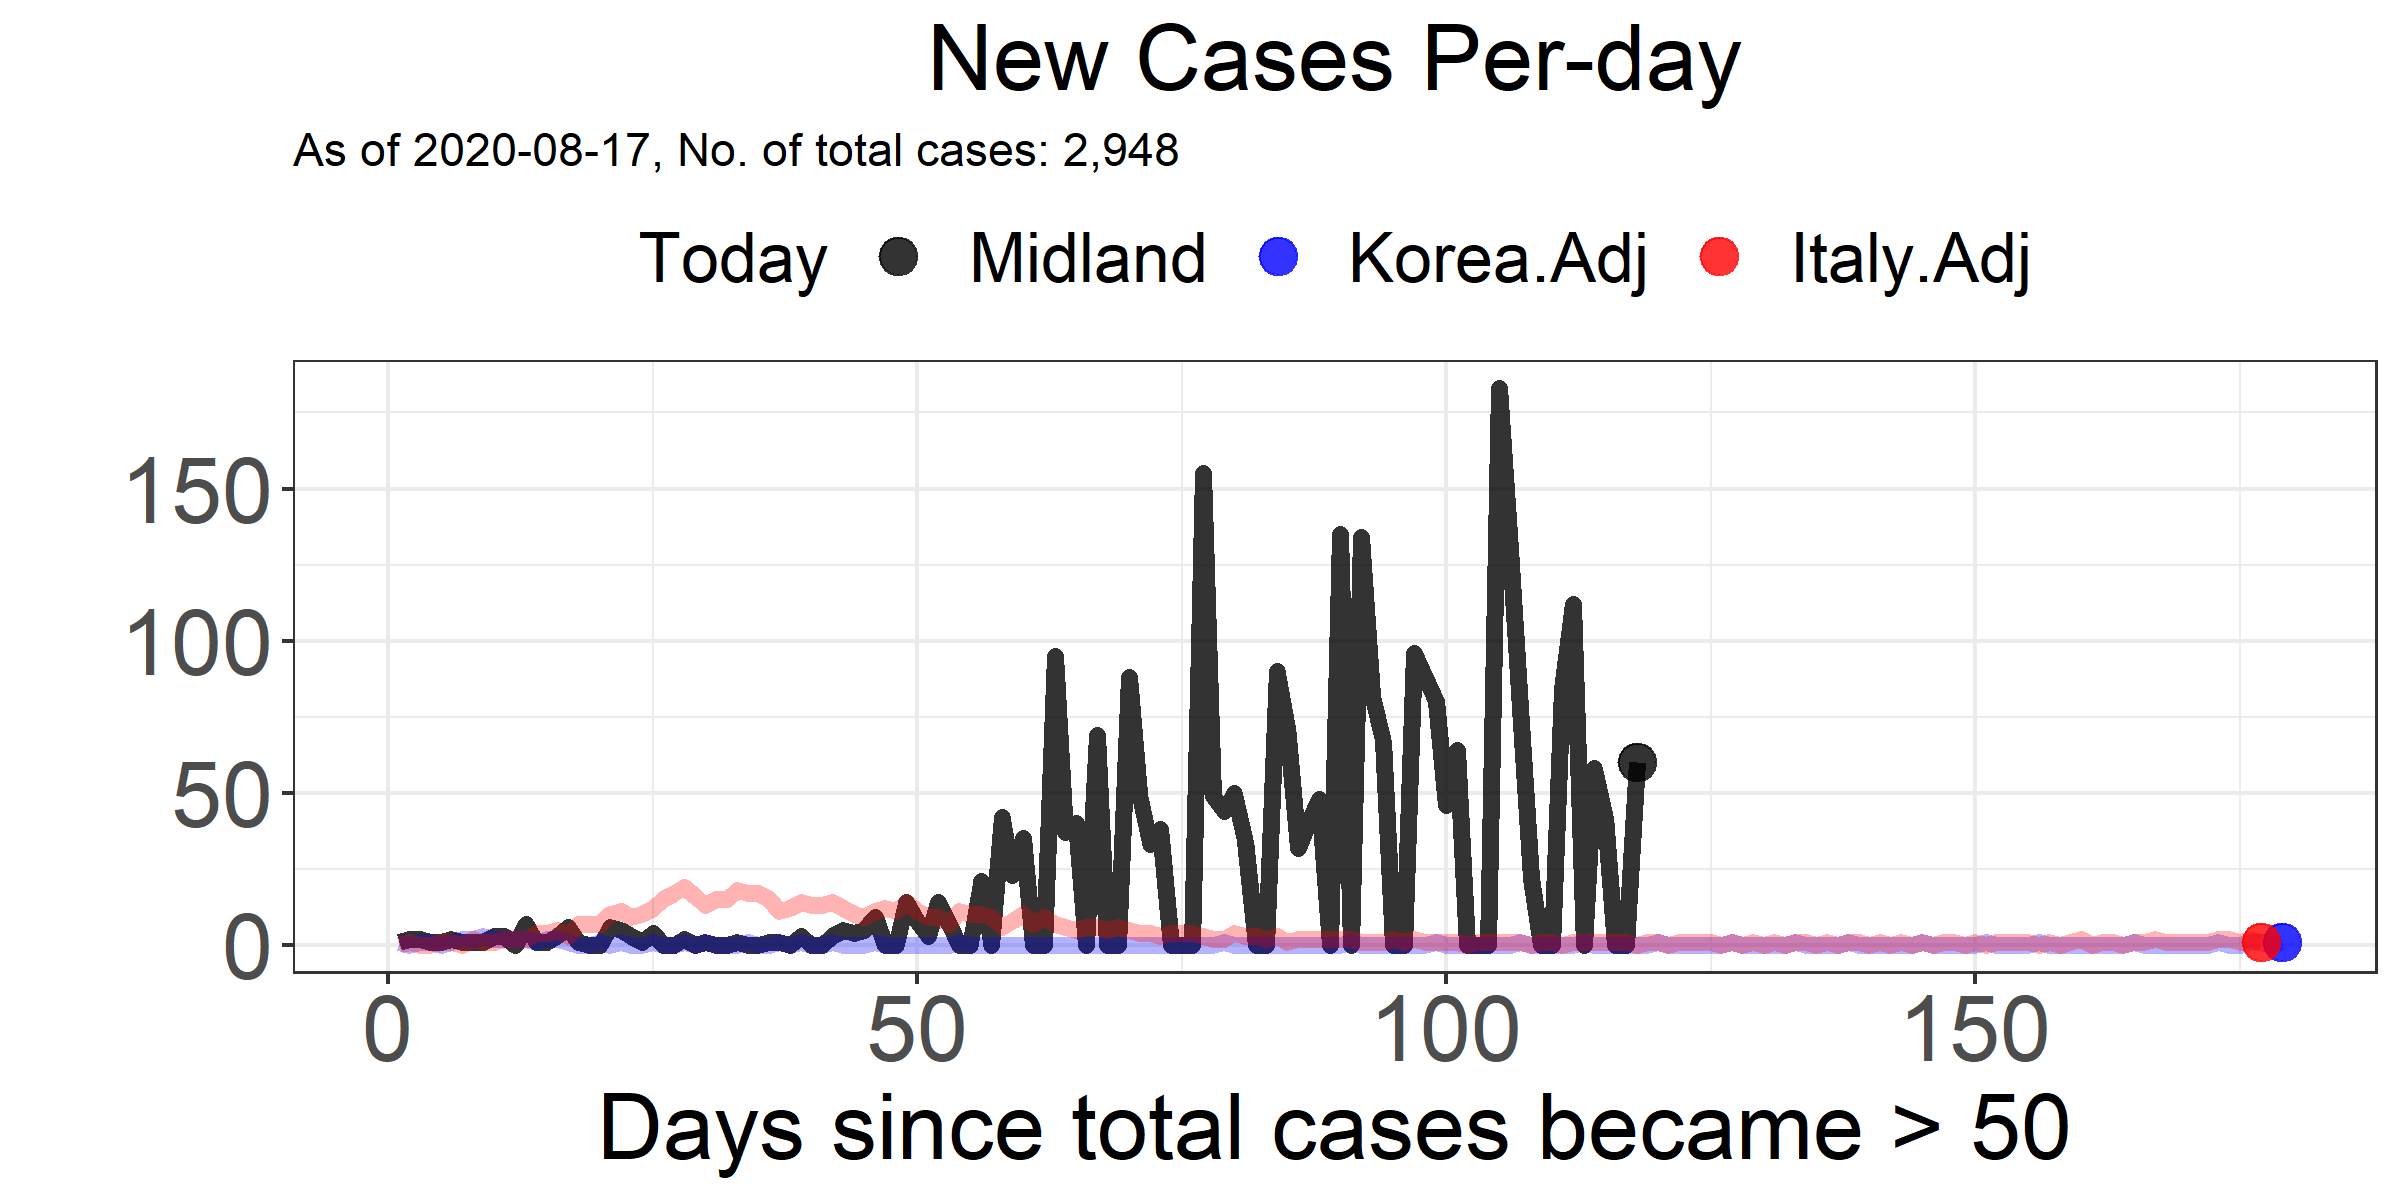 New Cases Per-day
As of 2020-08-17, No. of total cases: 2,948
Today Midland Korea.Adj Italy.Adj
150
100
50
0
0 50 100 150
Days since total cases became > 50